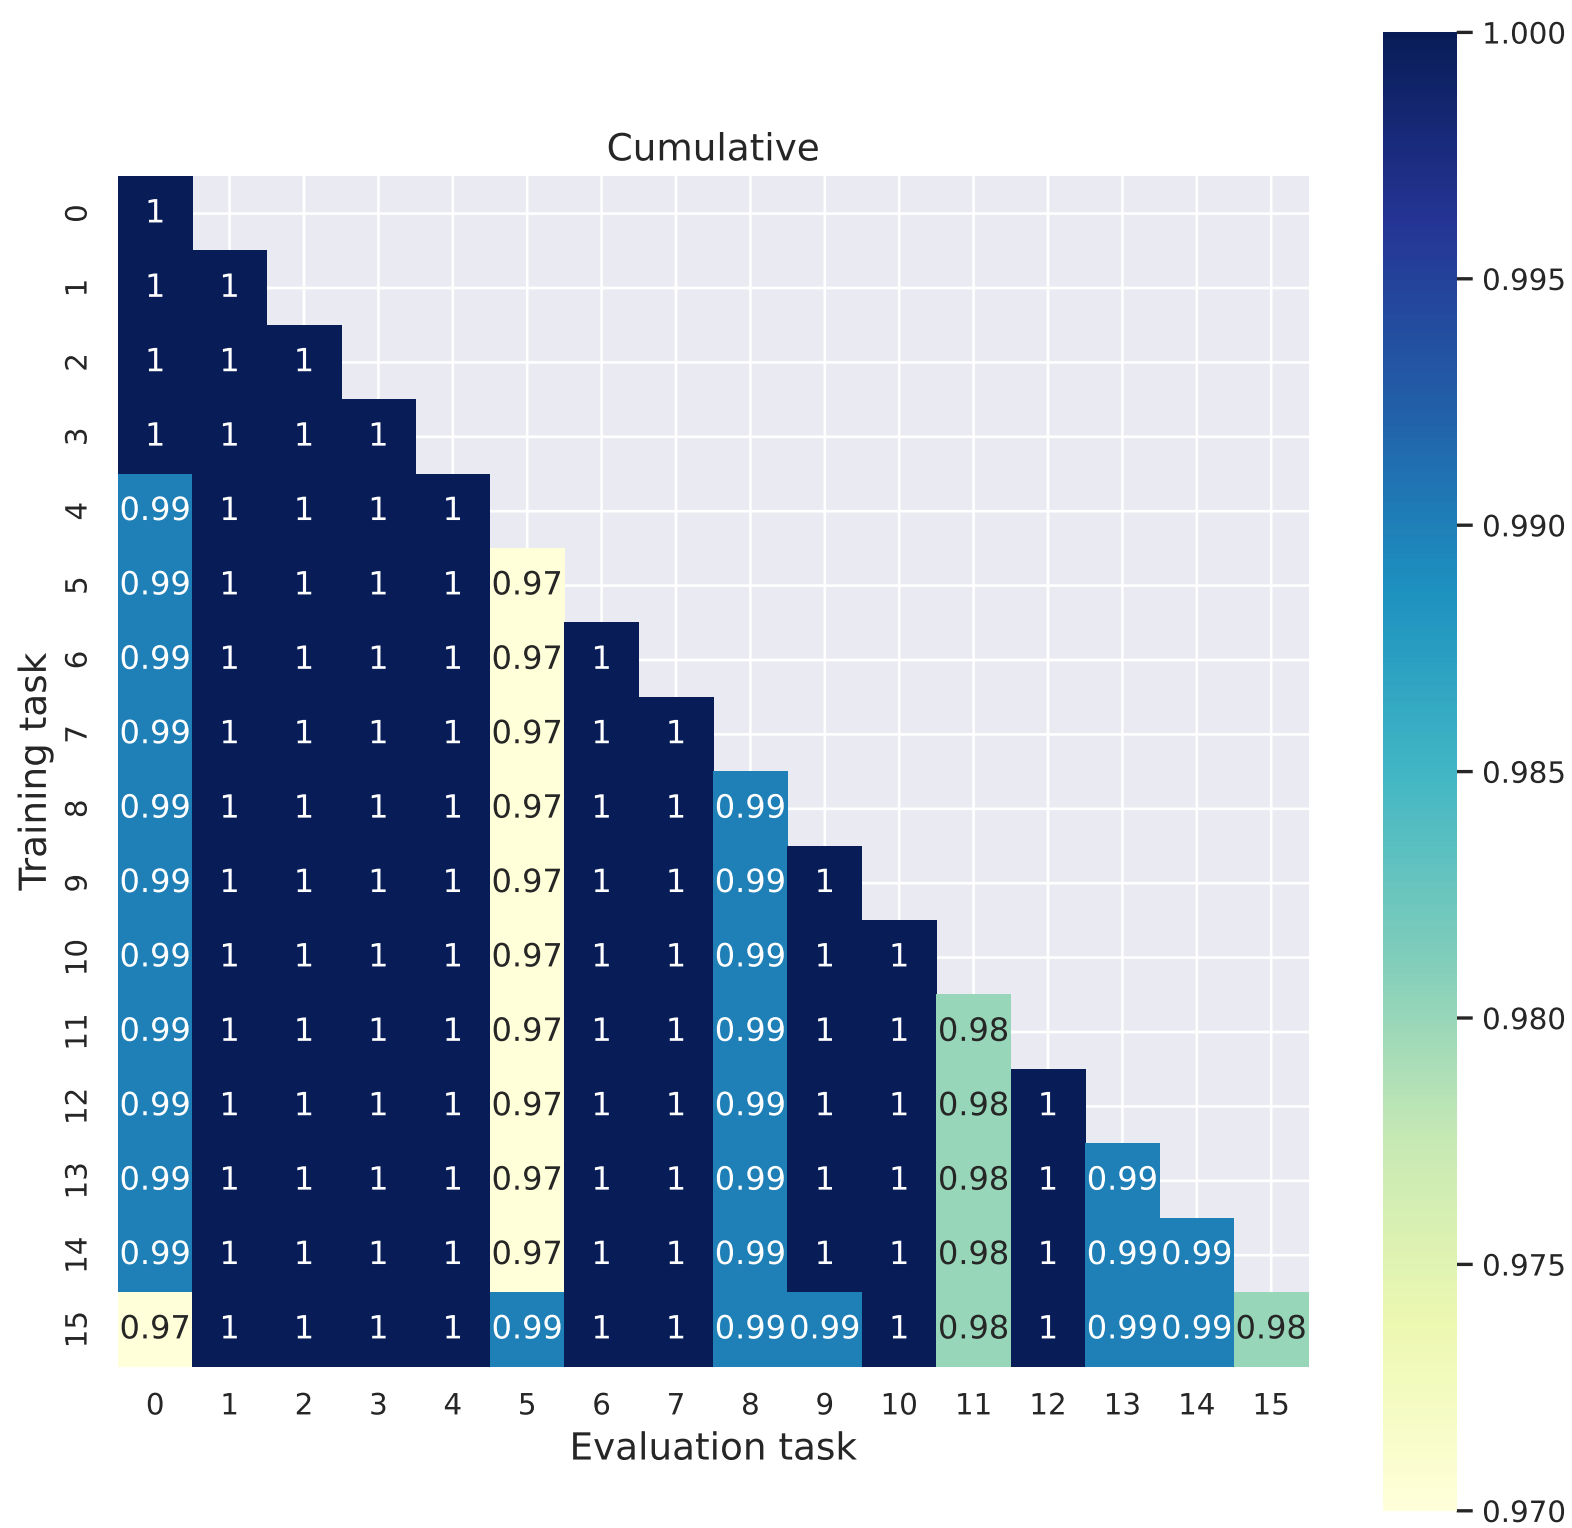 Cumulative
1.000
0.995
0.990
0.985
0.980
0.975
0.970
Training task
0 1
1 1 1
2 1 1 1
3 1 1 1 1
4 0.99 1 1 1 1
5 0.99 1 1 1 1 0.97
6 0.99 1 1 1 1 0.97 1
7 0.99 1 1 1 1 0.97 1 1
8 0.99 1 1 1 1 0.97 1 1 0.99
9 0.99 1 1 1 1 0.97 1 1 0.99 1
10 0.99 1 1 1 1 0.97 1 1 0.99 1 1
11 0.99 1 1 1 1 0.97 1 1 0.99 1 1 0.98
12 0.99 1 1 1 1 0.97 1 1 0.99 1 1 0.98 1
13 0.99 1 1 1 1 0.97 1 1 0.99 1 1 0.98 1 0.99
14 0.99 1 1 1 1 0.97 1 1 0.99 1 1 0.98 1 0.99 0.99
15 0.97 1 1 1 1 0.99 1 1 0.99 0.99 1 0.98 1 0.99 0.99 0.98
0 1 2 3 4 5 6 7 8 9 10 11 12 13 14 15
Evaluation task